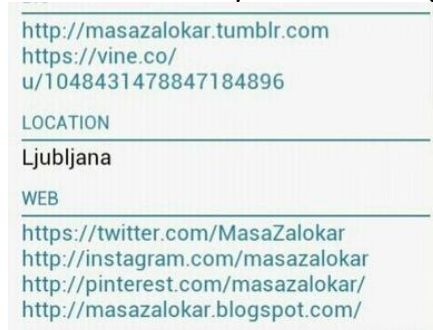 http://masazalokar.tumblr.com
https://vine.co/
u/1048431478847184896
LOCATION
Ljubljana
WEB
https://twitter.com/MasaZalokar
http://instagram.com/masazalokar
http://pinterest.com/masazalokar/
http://masazalokar.blogspot.com/